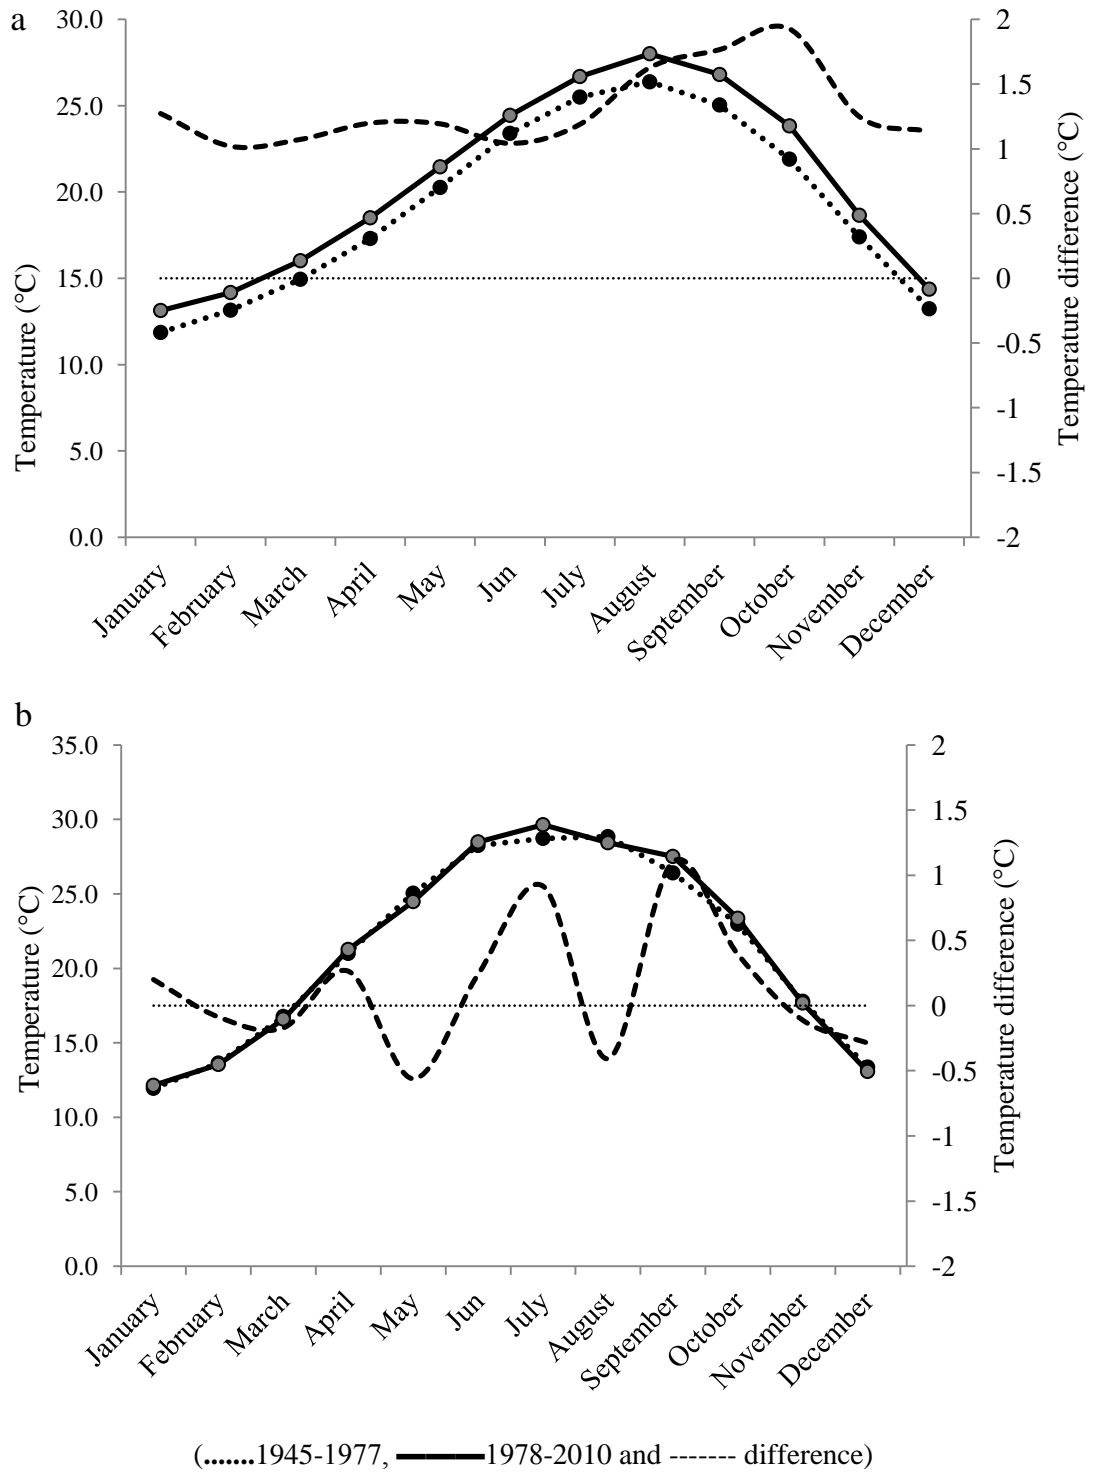 a
30.0
25.0
20.0
15.0
10.0
5.0
0.0
Temperature (°C)
2
1.5
1
0.5
0
-0.5
-1
-1.5
-2
Temperature difference (°C)
January
February
March
April
May
Jun
July
August
September
October
November
December
b
35.0
30.0
25.0
20.0
15.0
10.0
5.0
0.0
Temperature (°C)
2
1.5
1
0.5
0
-0.5
-1
-1.5
-2
Temperature difference (°C)
January
February
March
April
May
Jun
July
August
September
October
November
December
(......1945-1977, ——1978-2010 and ------- difference)